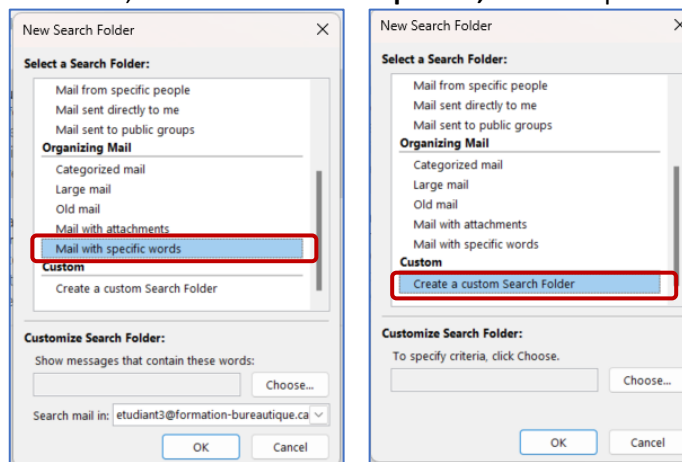 New Search Folder
Select a Search Folder:
Mail from specific people
Mail sent directly to me
Mail sent to public groups
Organizing Mail
Categorized mail
Large mail
Old mail
Mail with attachments
Mail with specific words
Custom
Create a custom Search Folder
Customize Search Folder:
Show messages that contain these words:
Choose...
Search mail in: etudiant3@formation-bureautique.ca
OK Cancel
New Search Folder
Select a Search Folder:
Mail from specific people
Mail sent directly to me
Mail sent to public groups
Organizing Mail
Categorized mail
Large mail
Old mail
Mail with attachments
Mail with specific words
Custom
Create a custom Search Folder
Customize Search Folder:
To specify criteria, click Choose.
Choose...
OK Cancel